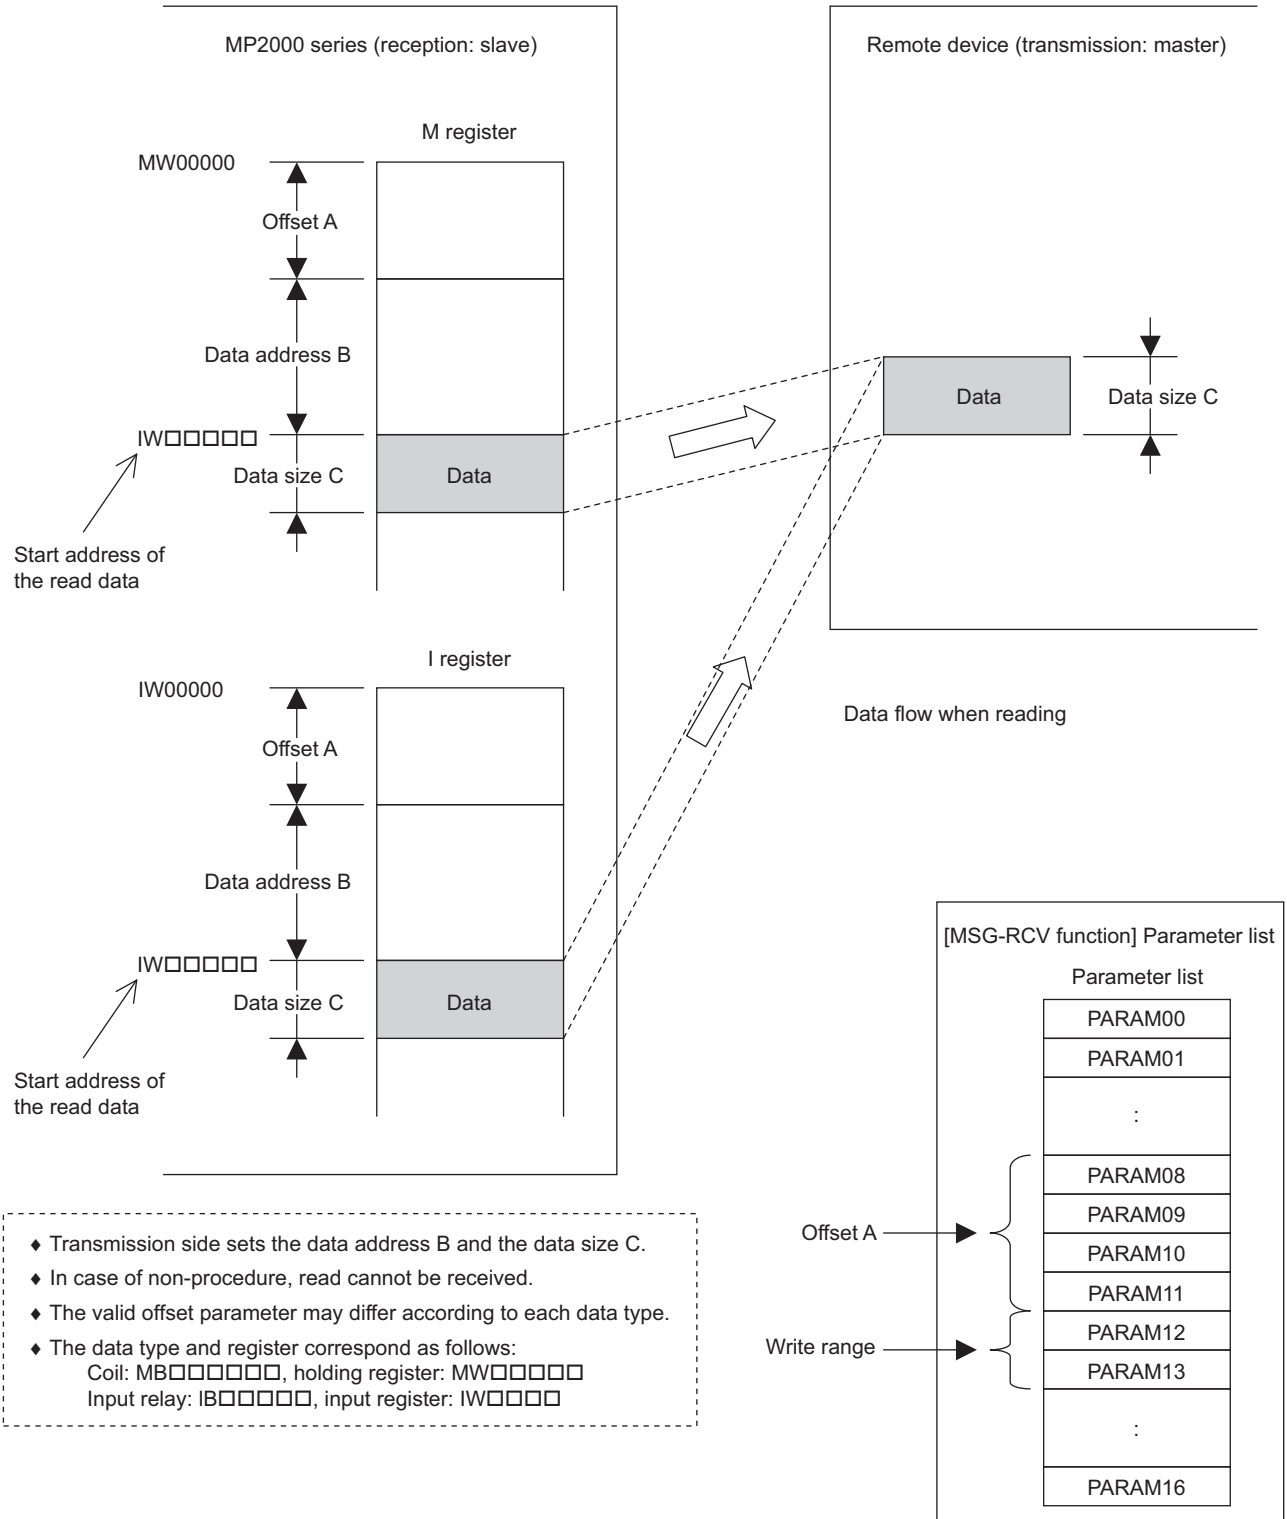 MP2000 series (reception: slave)
Remote device (transmission: master)
M register
MW00000
Offset A
Data address B
IW□□□□□
Data size C
Data
Start address of
the read data
Data
Data size C
I register
IW00000
Offset A
Data address B
IW□□□□□
Data size C
Data
Start address of
the read data
Data flow when reading
[MSG-RCV function] Parameter list
Parameter list
PARAM00
PARAM01
:
PARAM08
PARAM09
PARAM10
PARAM11
PARAM12
PARAM13
:
PARAM16
Offset A
Write range
♦ Transmission side sets the data address B and the data size C.
♦ In case of non-procedure, read cannot be received.
♦ The valid offset parameter may differ according to each data type.
♦ The data type and register correspond as follows:
Coil: MB□□□□□□, holding register: MW□□□□□
Input relay: IB□□□□□, input register: IW□□□□